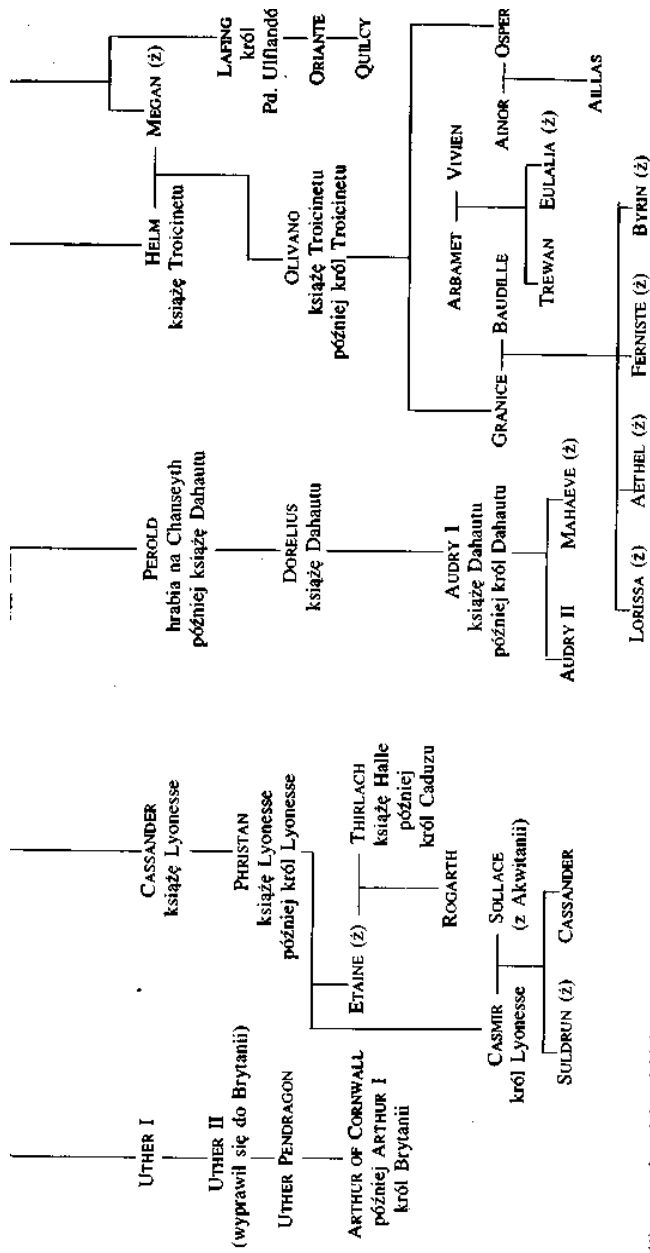 UTHER I
UTHER II
(wyprawił się do Brytanii)
UTHER PENDRAGON
ARTHUR OF CORNWALL
później ARTHUR I
król Brytanii
CASSANDER
książę Lyonesse
PHRISTAN
książę Lyonesse
później król Lyonesse
ETAINE (ż)
THIRLACH
książę Halle
później
król Caduzu
ROGARTH
CASMIR
król Lyonesse
SOLLACE
(z Akwitanii)
SULDRUN (ż)
CASSANDER
PEROLD
hrabia na Chanseyth
później książę Dahautu
DORELIUS
książę Dahautu
AUDRY I
książę Dahautu
później król Dahautu
AUDRY II
MAHAEVE (ż)
HELM
książę Troicinetu
MEGAN (ż)
LAFING
król
Pd. Ulflandó
ORIANTE
QUILCY
OLIVANO
książę Troicinetu
później król Troicinetu
GRANICE
BAUDELLE
ARBAMET
VIVIEN
AINOR
OSPER
TREWAN
EULALIA (ż)
AILLAS
LORISSA (ż)
AETHEL (ż)
FERNISTE (ż)
BYRIN (ż)